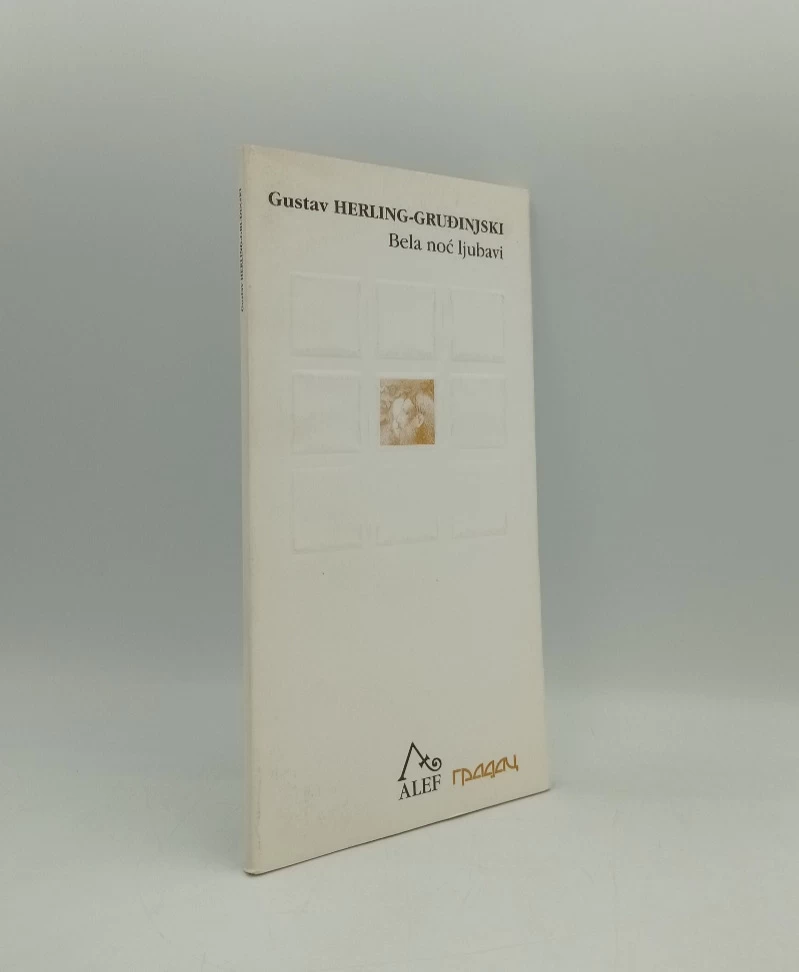 Gustav HERLING-GRUĐINJSKI
Bela noć ljubavi
ALEF
градац